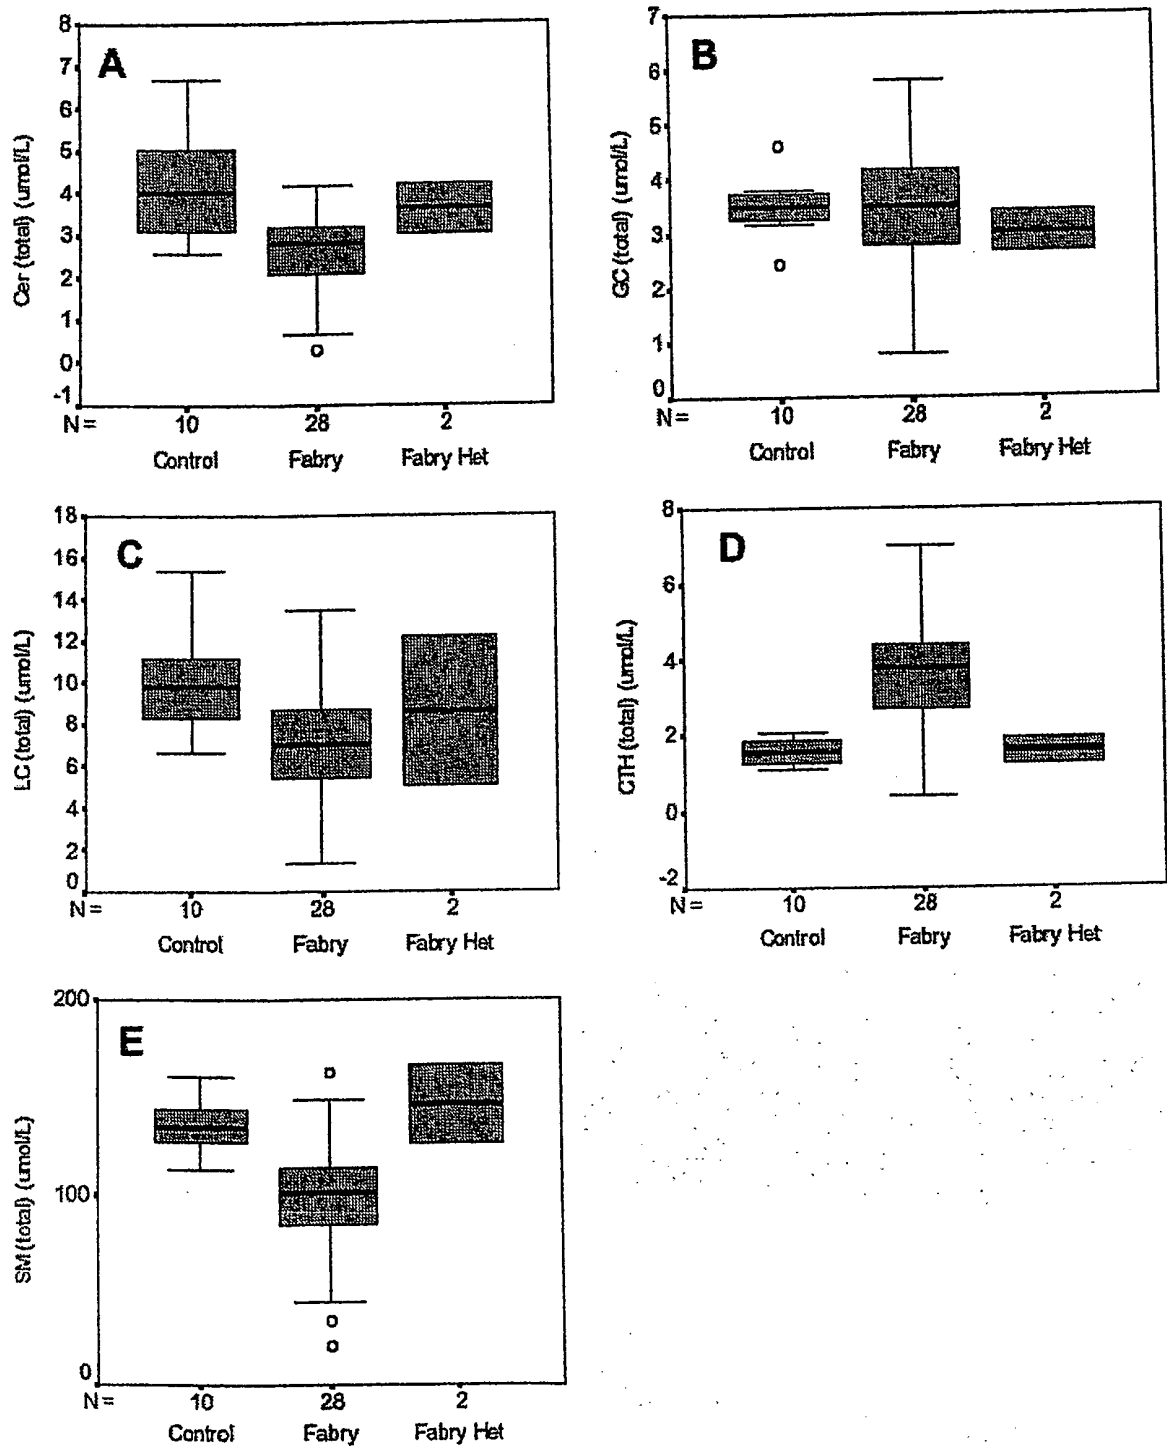 A
Cer (total) (umol/L)
8
7
6
5
4
3
2
1
0
-1
N = 10 28 2
Control Fabry Fabry Het
B
GC (total) (umol/L)
7
6
5
4
3
2
1
0
N = 10 28 2
Control Fabry Fabry Het
C
LC (total) (umol/L)
18
16
14
12
10
8
6
4
2
0
N = 10 28 2
Control Fabry Fabry Het
D
CTH (total) (umol/L)
8
6
4
2
0
-2
N = 10 28 2
Control Fabry Fabry Het
E
SM (total) (umol/L)
200
100
0
N = 10 28 2
Control Fabry Fabry Het